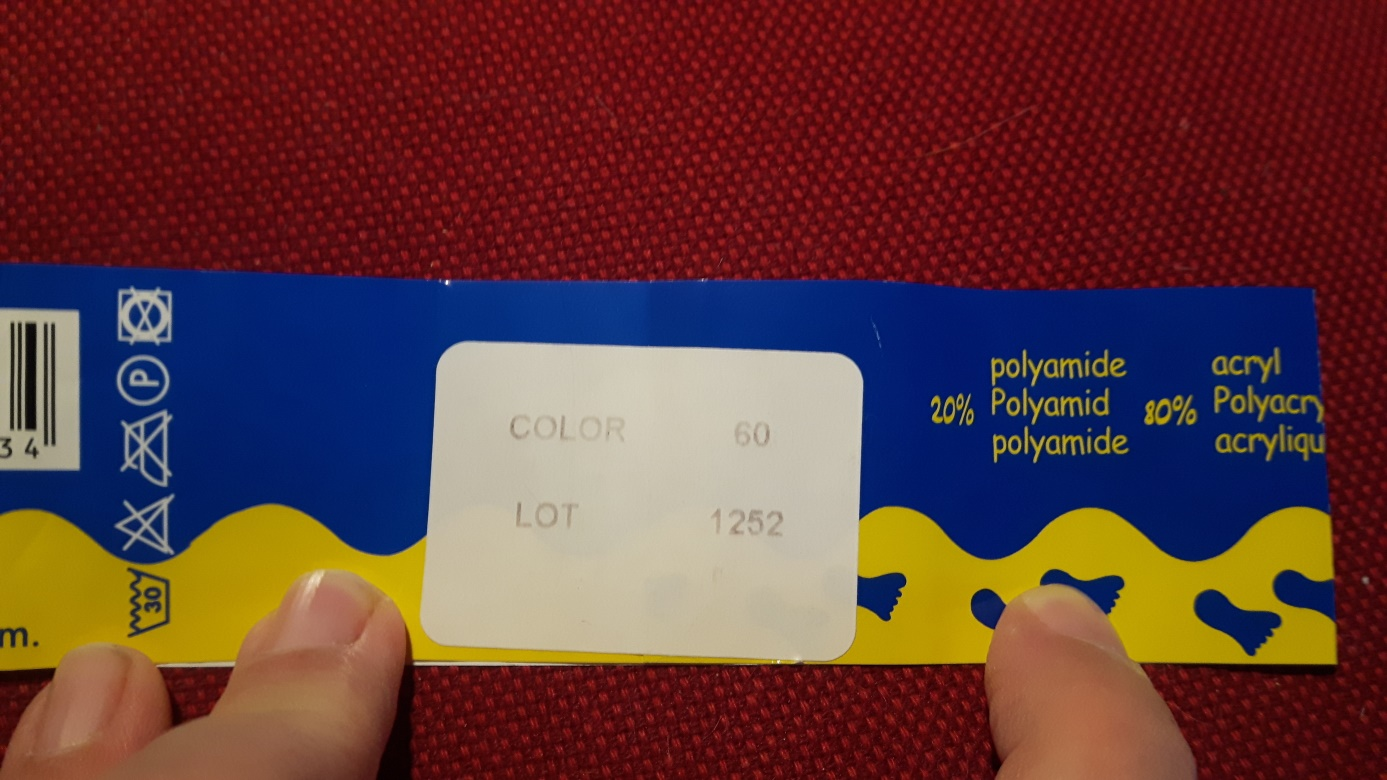 3 4
P
30
m.
COLOR 60
LOT 1252
20%
polyamide
Polyamid
polyamide
80%
acryl
Polyacry
acryliqu